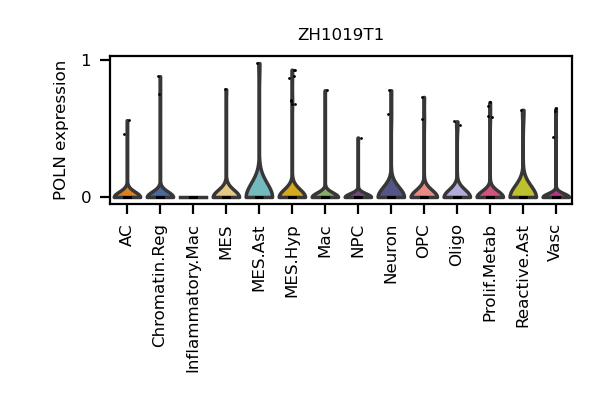 ZH1019T1
POLN expression
1
0
AC
Chromatin.Reg
Inflammatory.Mac
MES
MES.Ast
MES.Hyp
Mac
NPC
Neuron
OPC
Oligo
Prolif.Metab
Reactive.Ast
Vasc